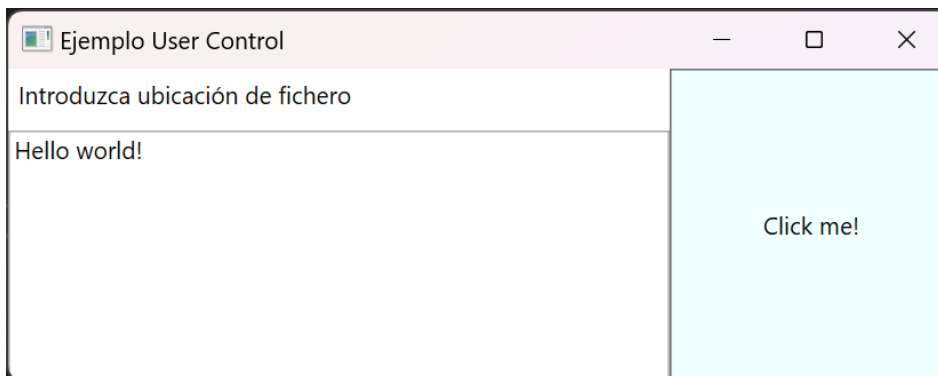 Ejemplo User Control
Introduzca ubicación de fichero
Hello world!
Click me!